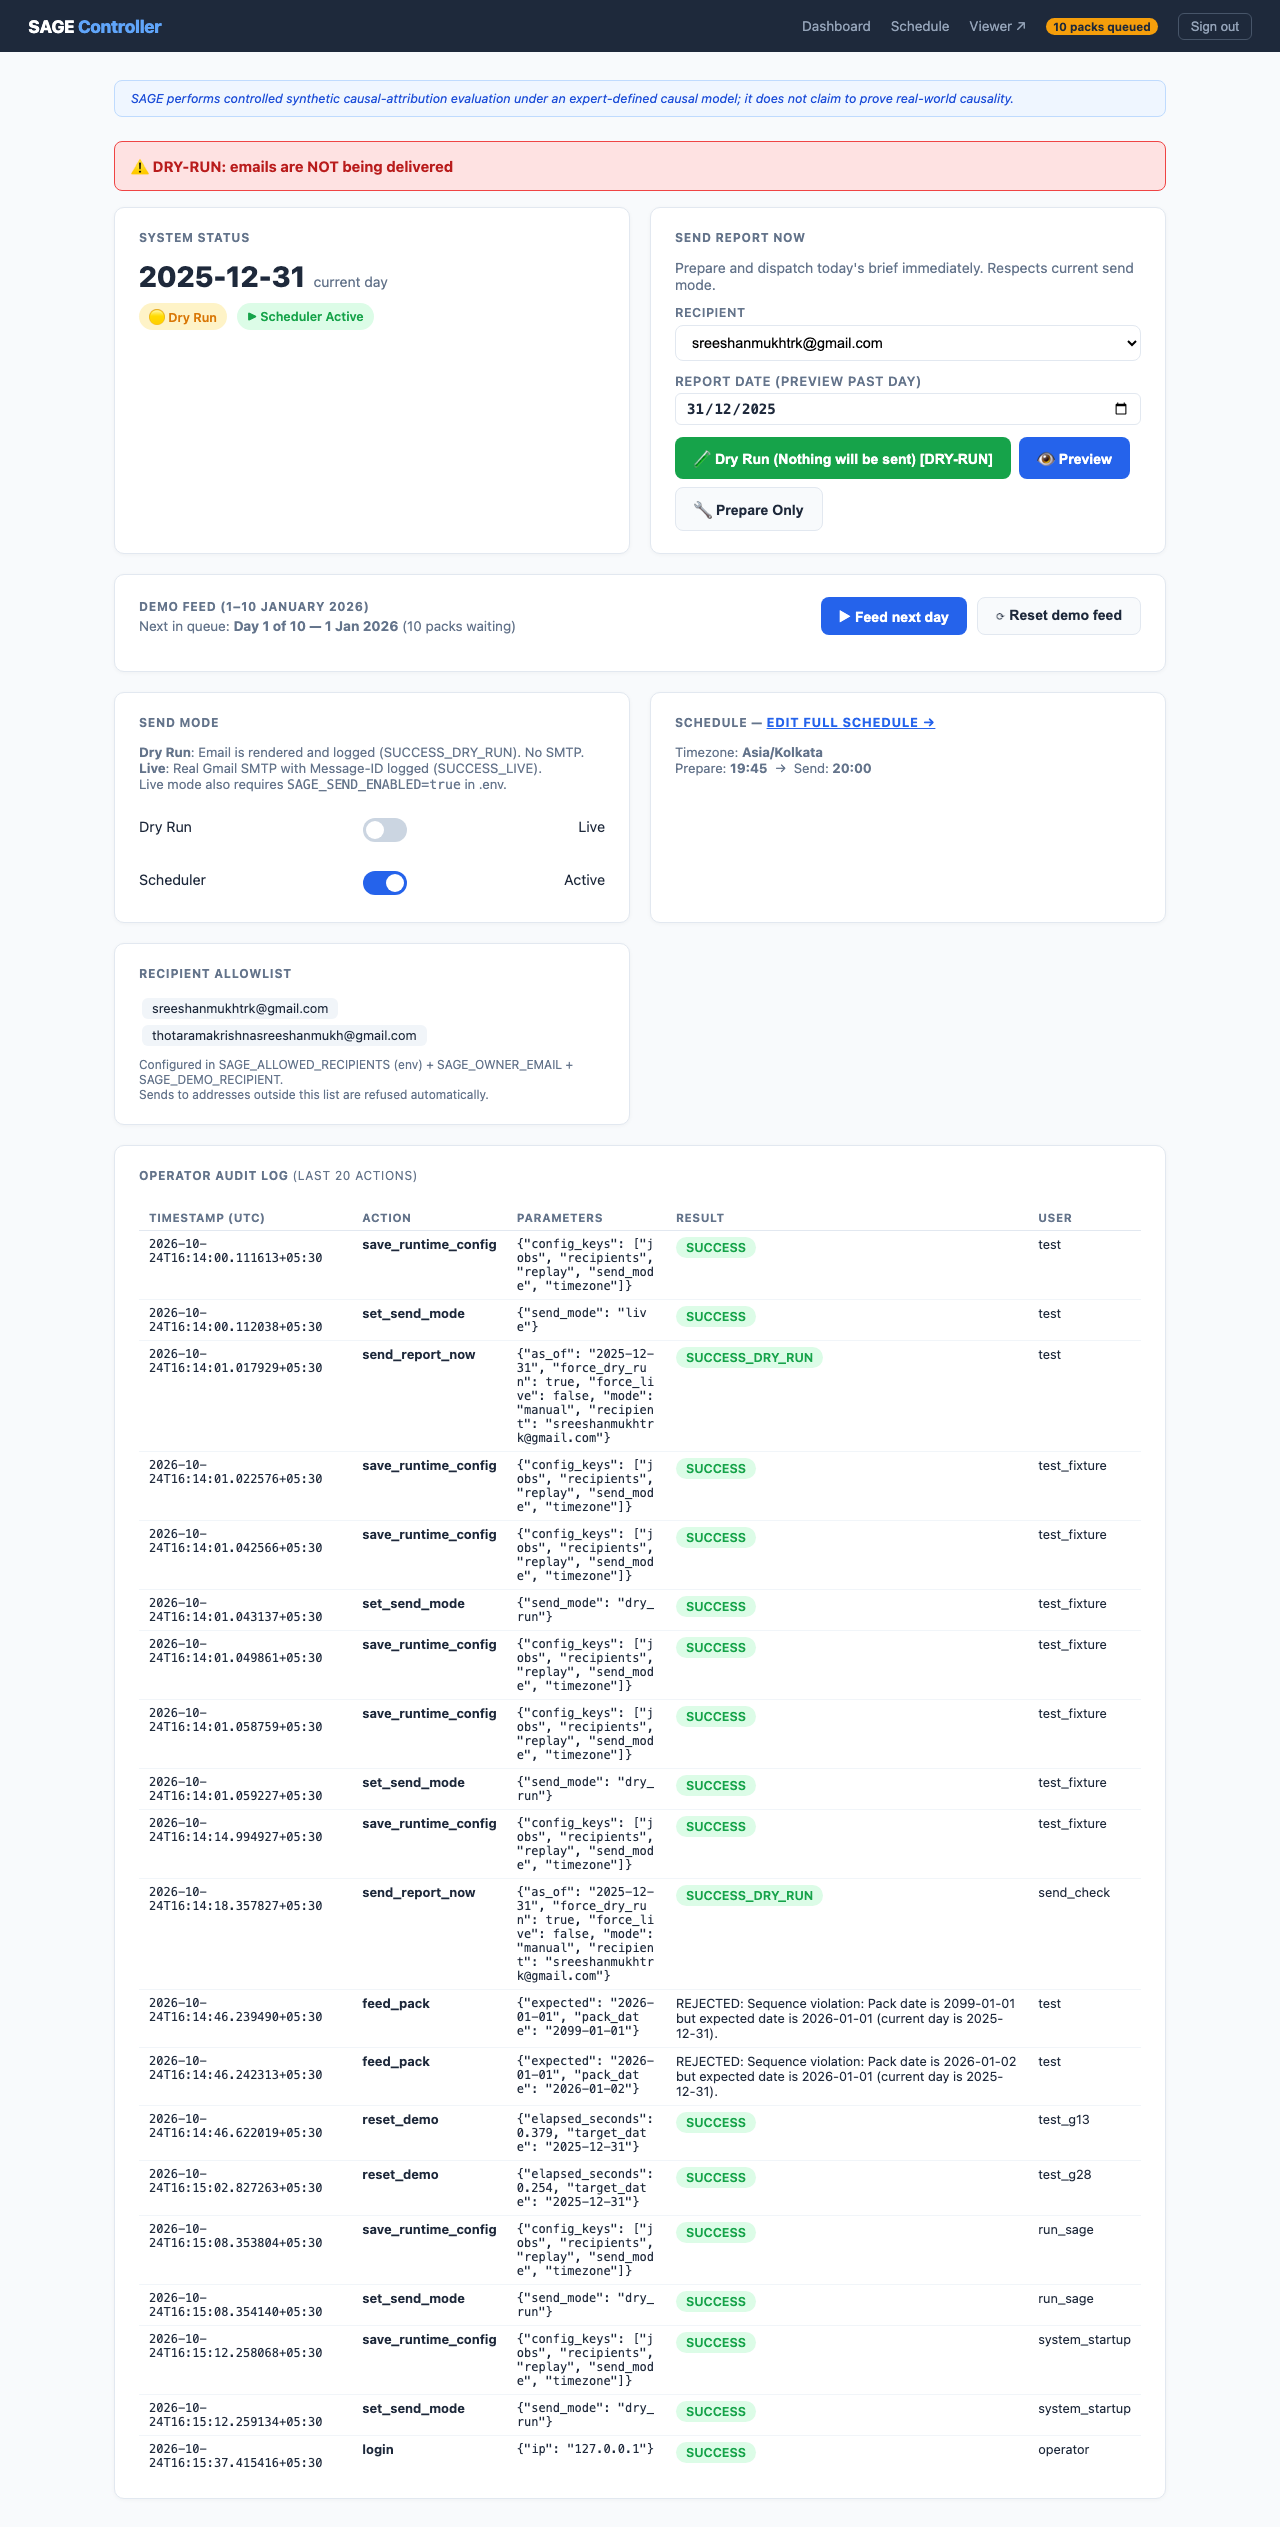 SAGE Controller
Dashboard
Schedule
Viewer ↗
10 packs queued
Sign out
SAGE performs controlled synthetic causal-attribution evaluation under an expert-defined causal model; it does not claim to prove real-world causality.
⚠️ DRY-RUN: emails are NOT being delivered
SYSTEM STATUS
2025-12-31 current day
🟡 Dry Run
▶ Scheduler Active
SEND REPORT NOW
Prepare and dispatch today's brief immediately. Respects current send
mode.
RECIPIENT
sreeshanmukhtrk@gmail.com
REPORT DATE (PREVIEW PAST DAY)
31/12/2025
Dry Run (Nothing will be sent) [DRY-RUN]
👁 Preview
🔧 Prepare Only
DEMO FEED (1–10 JANUARY 2026)
Next in queue: Day 1 of 10 — 1 Jan 2026 (10 packs waiting)
▶ Feed next day
⟳ Reset demo feed
SEND MODE
Dry Run: Email is rendered and logged (SUCCESS_DRY_RUN). No SMTP.
Live: Real Gmail SMTP with Message-ID logged (SUCCESS_LIVE).
Live mode also requires SAGE_SEND_ENABLED=true in .env.
Dry Run
Live
Scheduler
Active
SCHEDULE — EDIT FULL SCHEDULE →
Timezone: Asia/Kolkata
Prepare: 19:45 → Send: 20:00
RECIPIENT ALLOWLIST
sreeshanmukhtrk@gmail.com
thotaramakrishnasreeshanmukh@gmail.com
Configured in SAGE_ALLOWED_RECIPIENTS (env) + SAGE_OWNER_EMAIL +
SAGE_DEMO_RECIPIENT.
Sends to addresses outside this list are refused automatically.
OPERATOR AUDIT LOG (LAST 20 ACTIONS)
TIMESTAMP (UTC) ACTION PARAMETERS RESULT USER
2026-10- save_runtime_config {"config_keys": ["j SUCCESS test
24T16:14:00.111613+05:30 obs", "recipients",
"replay", "send_mod
e", "timezone"]}
2026-10- set_send_mode {"send_mode": "liv SUCCESS test
24T16:14:00.112038+05:30 e"}
2026-10- send_report_now {"as_of": "2025-12- SUCCESS_DRY_RUN test
24T16:14:01.017929+05:30 31", "force_dry_ru
n": true, "force_li
ve": false, "mode":
"manual", "recipien
t": "sreeshanmukhtr
k@gmail.com"}
2026-10- save_runtime_config {"config_keys": ["j SUCCESS test_fixture
24T16:14:01.022576+05:30 obs", "recipients",
"replay", "send_mod
e", "timezone"]}
2026-10- save_runtime_config {"config_keys": ["j SUCCESS test_fixture
24T16:14:01.042566+05:30 obs", "recipients",
"replay", "send_mod
e", "timezone"]}
2026-10- set_send_mode {"send_mode": "dry_ SUCCESS test_fixture
24T16:14:01.043137+05:30 run"}
2026-10- save_runtime_config {"config_keys": ["j SUCCESS test_fixture
24T16:14:01.049861+05:30 obs", "recipients",
"replay", "send_mod
e", "timezone"]}
2026-10- save_runtime_config {"config_keys": ["j SUCCESS test_fixture
24T16:14:01.058759+05:30 obs", "recipients",
"replay", "send_mod
e", "timezone"]}
2026-10- set_send_mode {"send_mode": "dry_ SUCCESS test_fixture
24T16:14:01.059227+05:30 run"}
2026-10- save_runtime_config {"config_keys": ["j SUCCESS test_fixture
24T16:14:14.994927+05:30 obs", "recipients",
"replay", "send_mod
e", "timezone"]}
2026-10- send_report_now {"as_of": "2025-12- SUCCESS_DRY_RUN send_check
24T16:14:18.357827+05:30 31", "force_dry_ru
n": true, "force_li
ve": false, "mode":
"manual", "recipien
t": "sreeshanmukhtr
k@gmail.com"}
2026-10- feed_pack {"expected": "2026- REJECTED: Sequence violation: Pack date is 2099-01-01 test
24T16:14:46.239490+05:30 01-01", "pack_dat but expected date is 2026-01-01 (current day is 2025-
e": "2099-01-01"} 12-31).
2026-10- feed_pack {"expected": "2026- REJECTED: Sequence violation: Pack date is 2026-01-02 test
24T16:14:46.242313+05:30 01-01", "pack_dat but expected date is 2026-01-01 (current day is 2025-
e": "2026-01-02"} 12-31).
2026-10- reset_demo {"elapsed_seconds": SUCCESS test_g13
24T16:14:46.622019+05:30 0.379, "target_dat
e": "2025-12-31"}
2026-10- reset_demo {"elapsed_seconds": SUCCESS test_g28
24T16:15:02.827263+05:30 0.254, "target_dat
e": "2025-12-31"}
2026-10- save_runtime_config {"config_keys": ["j SUCCESS run_sage
24T16:15:08.353804+05:30 obs", "recipients",
"replay", "send_mod
e", "timezone"]}
2026-10- set_send_mode {"send_mode": "dry_ SUCCESS run_sage
24T16:15:08.354140+05:30 run"}
2026-10- save_runtime_config {"config_keys": ["j SUCCESS system_startup
24T16:15:12.258068+05:30 obs", "recipients",
"replay", "send_mod
e", "timezone"]}
2026-10- set_send_mode {"send_mode": "dry_ SUCCESS system_startup
24T16:15:12.259134+05:30 run"}
2026-10- login {"ip": "127.0.0.1"} SUCCESS operator
24T16:15:37.415416+05:30